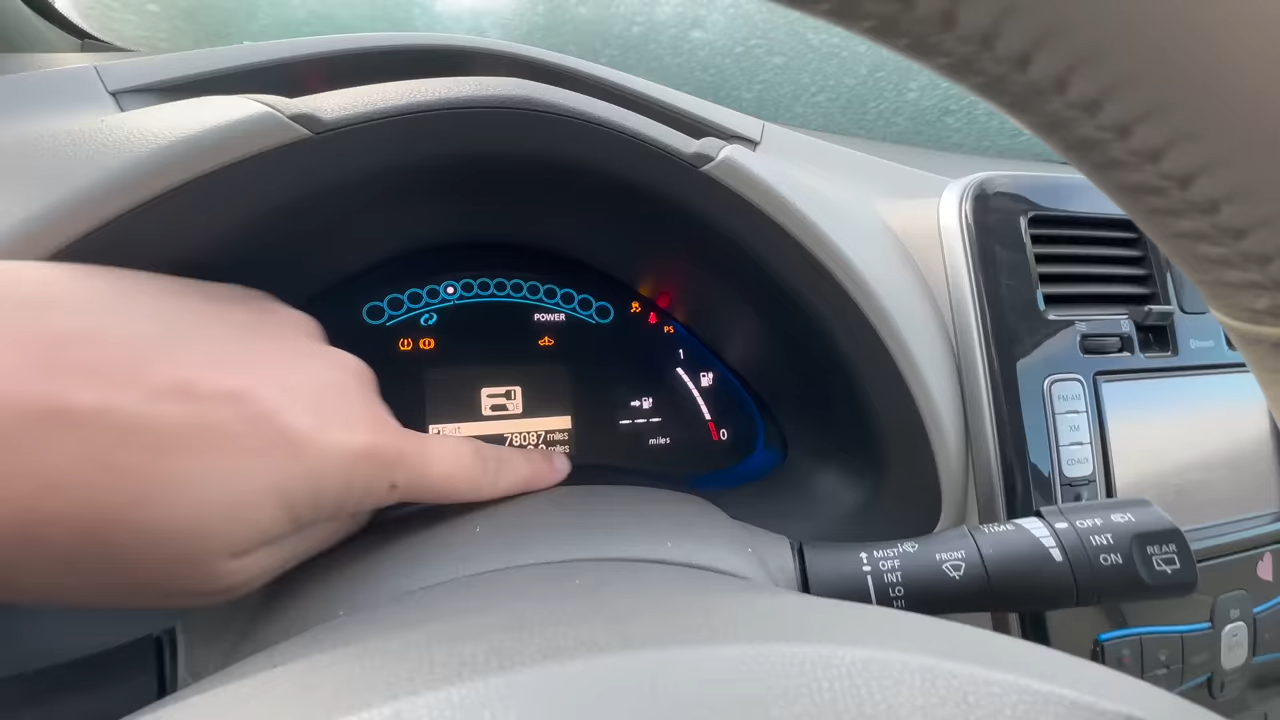 POWER
PS
1
F E
Exit
78087 miles
miles
0
miles
FM·AM
XM
CD·AUX
MIST
OFF
INT
LO
HI
FRONT
TIME
OFF
INT
ON
REAR